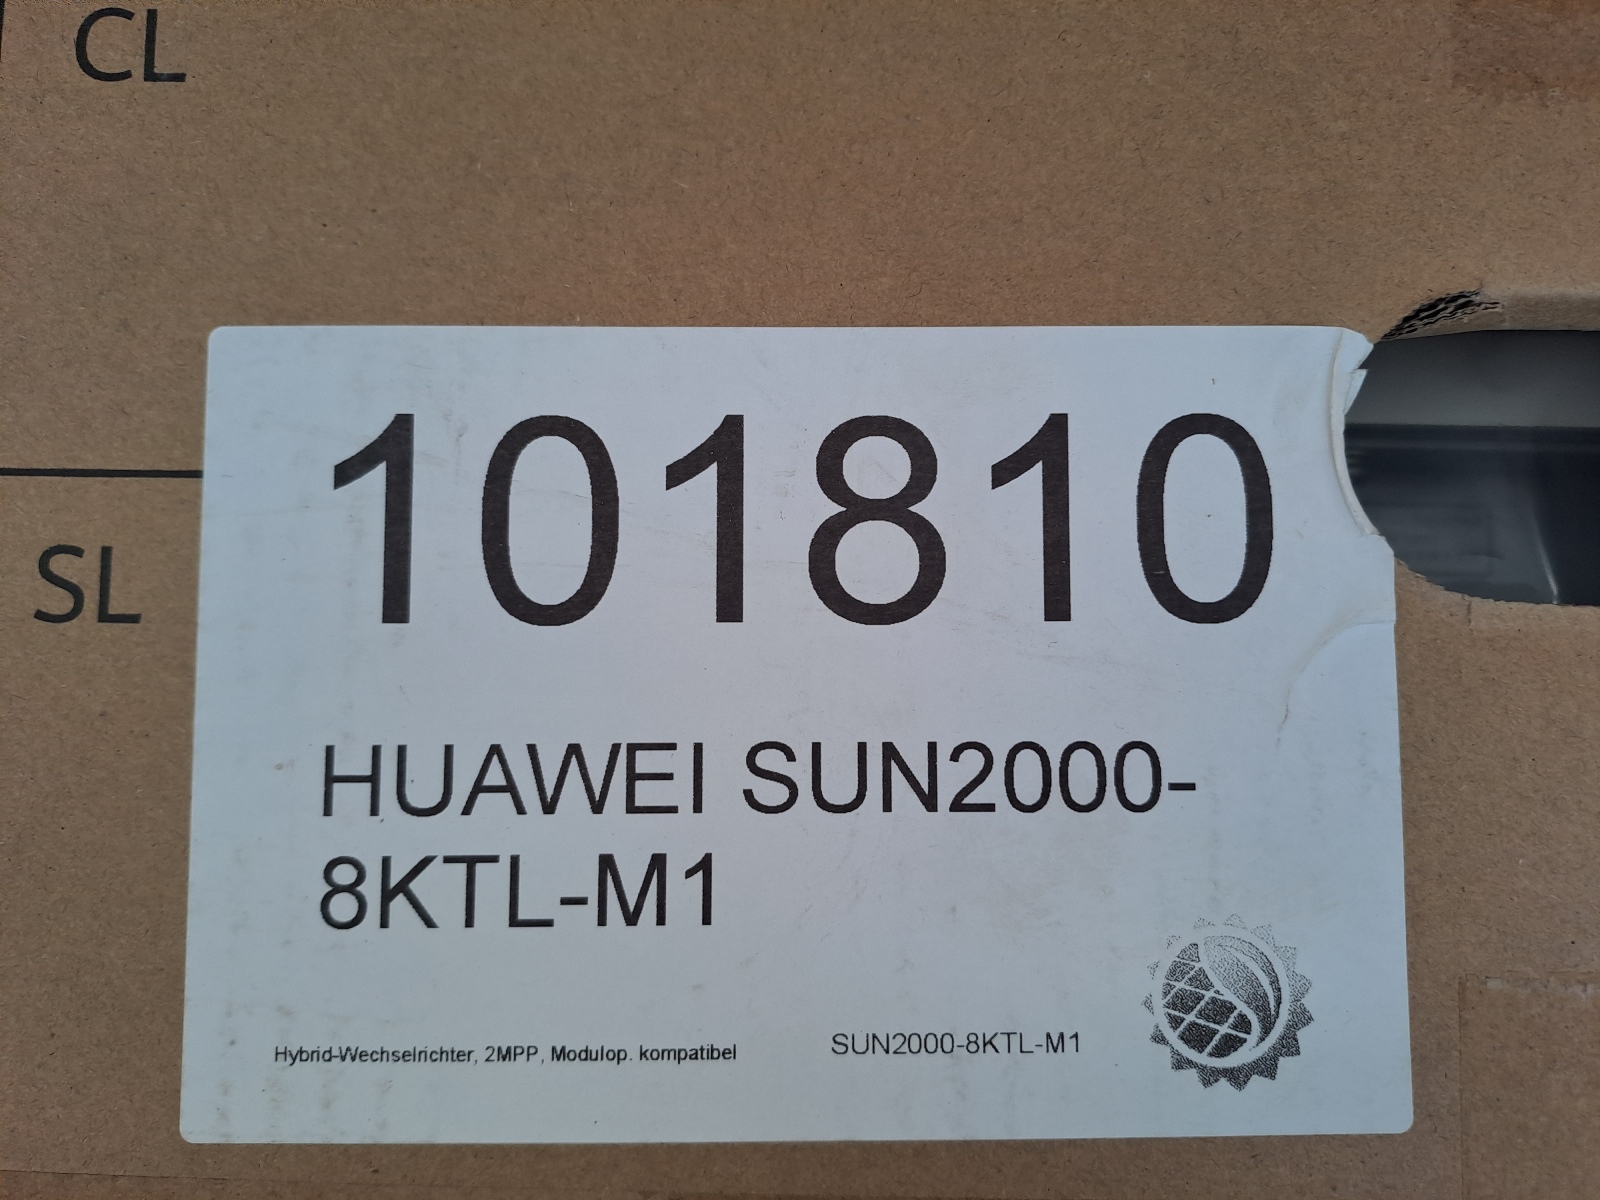 CL
SL
101810
HUAWEI SUN2000-
8KTL-M1
Hybrid-Wechselrichter, 2MPP, Modulop. kompatibel
SUN2000-8KTL-M1